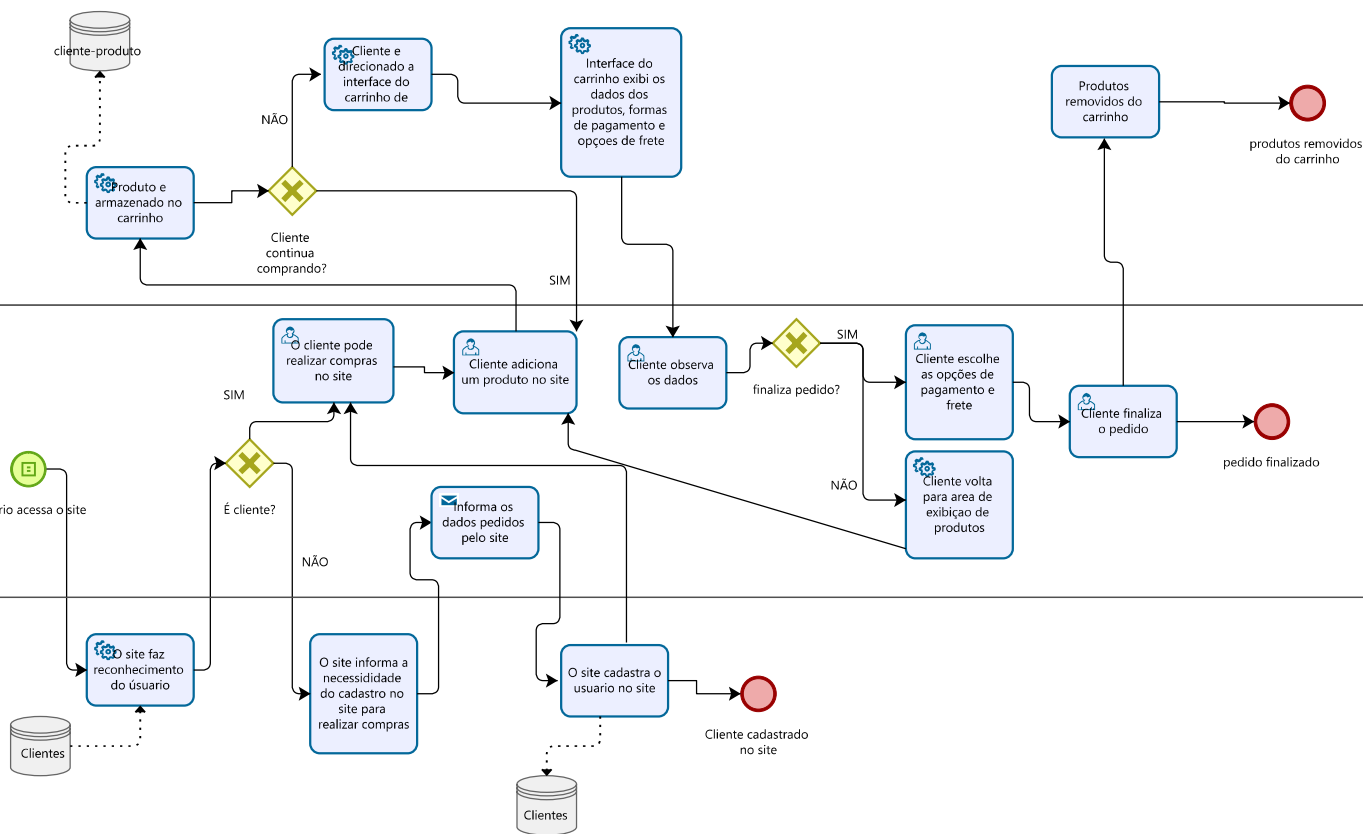 cliente-produto
Cliente e
direcionado a
interface do
carrinho de
Interface do
carrinho exibi os
dados dos
produtos, formas
de pagamento e
opçoes de frete
Produtos
removidos do
carrinho
produtos removidos
do carrinho
NÃO
Produto e
armazenado no
carrinho
Cliente
continua
comprando?
SIM
O cliente pode
realizar compras
no site
Cliente adiciona
um produto no site
Cliente observa
os dados
finaliza pedido?
SIM
Cliente escolhe
as opções de
pagamento e
frete
Cliente finaliza
o pedido
pedido finalizado
SIM
É cliente?
rio acessa o site
NÃO
Cliente volta
para area de
exibiçao de
produtos
Informa os
dados pedidos
pelo site
NÃO
O site faz
reconhecimento
do úsuario
O site informa a
necessididade
do cadastro no
site para
realizar compras
O site cadastra o
usuario no site
Cliente cadastrado
no site
Clientes
Clientes